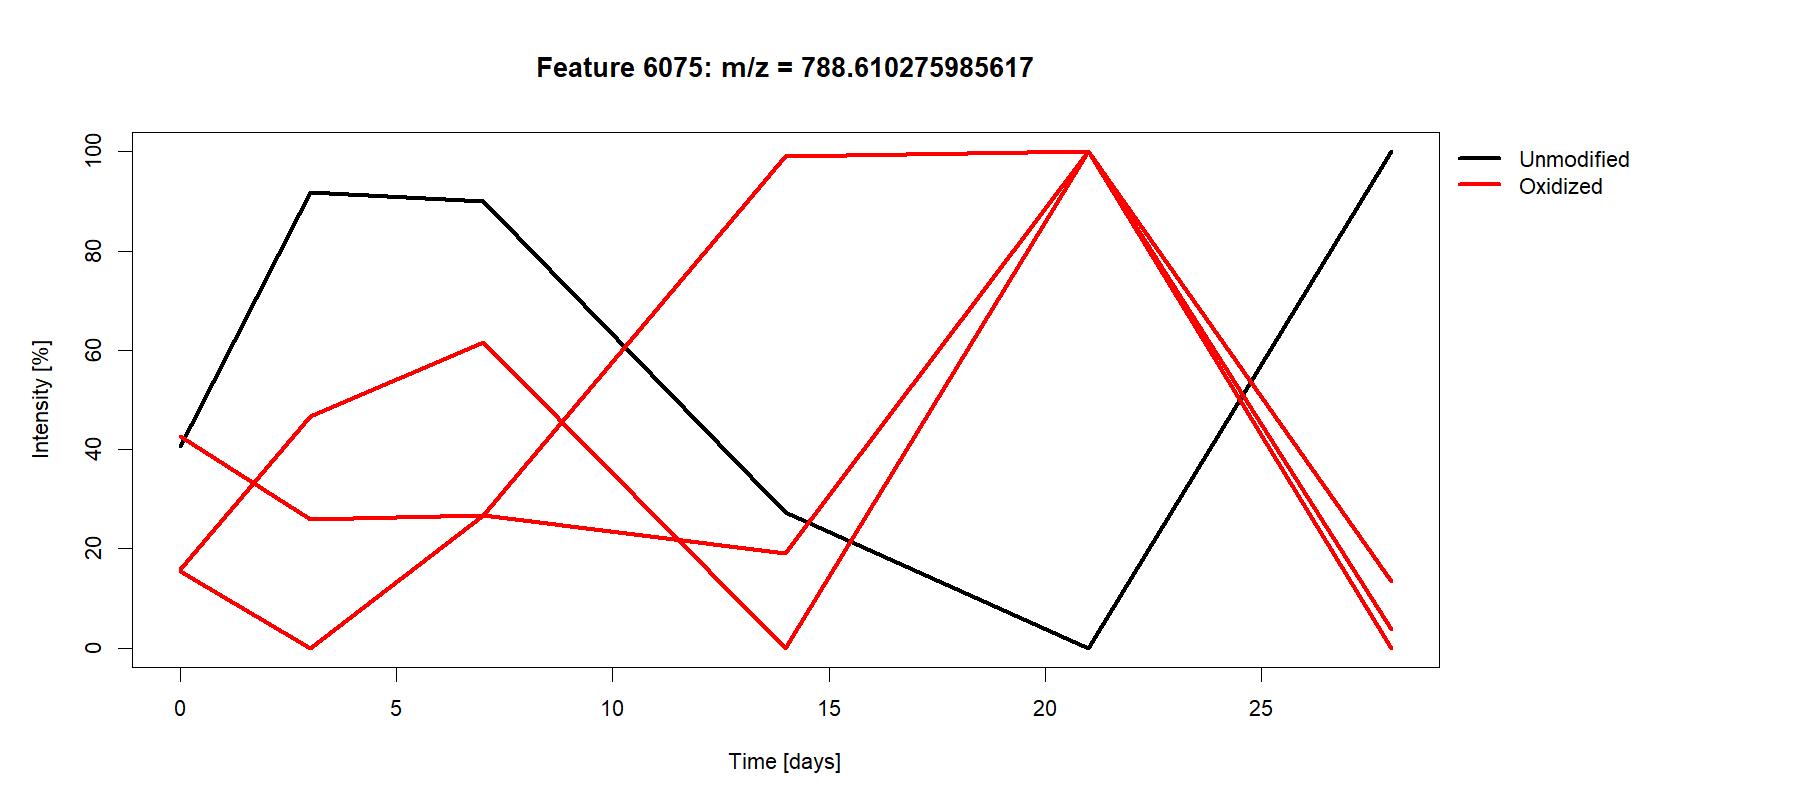 Feature 6075: m/z = 788.610275985617
Unmodified
Oxidized
Intensity [%]
100
80
60
40
20
0
0 5 10 15 20 25
Time [days]